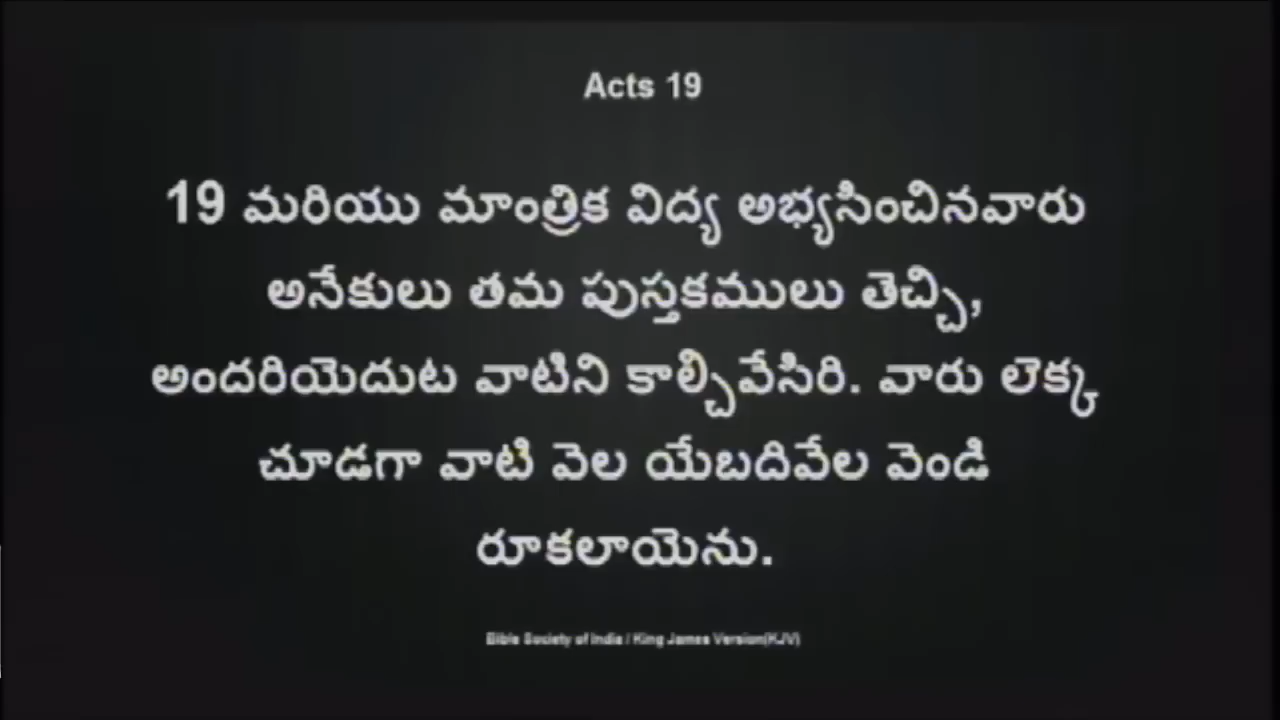 Acts 19
19 మరియు మాంత్రిక విద్య అభ్యసించినవారు
అనేకులు తమ పుస్తకములు తెచ్చి,
అందరియెదుట వాటిని కాల్చివేసిరి. వారు లెక్క
చూడగా వాటి వెల యేబదివేల వెండి
రూకలాయెను.
Bible Society of India / King James Version(KJV)